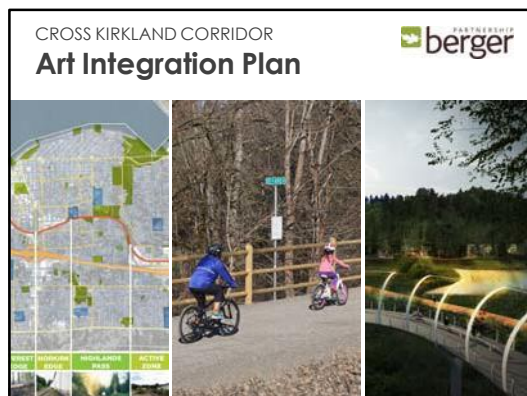 CROSS KIRKLAND CORRIDOR
Art Integration Plan
PARTNERSHIP
berger
EDGE
NORKIRK
EDGE
HIGHLANDS
PASS
ACTIVE
ZONE